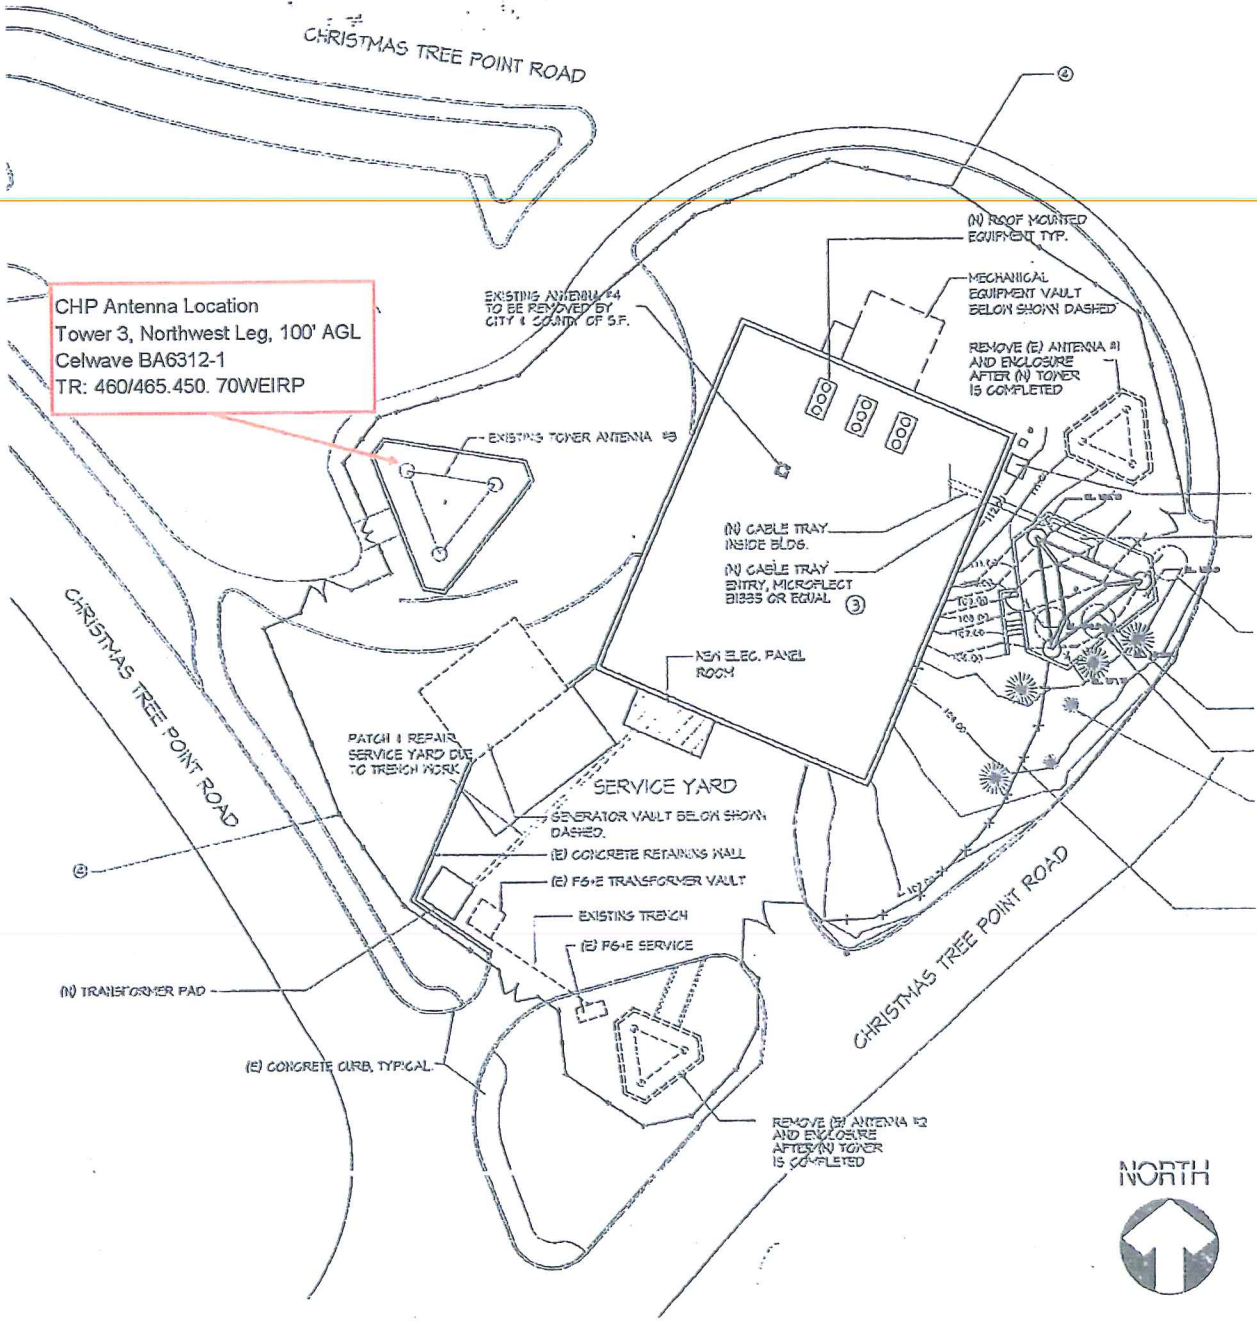 CHRISTMAS TREE POINT ROAD
④
(N) ROOF MOUNTED
EQUIPMENT TYP.
MECHANICAL
EQUIPMENT VAULT
BELOW SHOWN DASHED
EXISTING ANTENNA #4
TO BE REMOVED BY
CITY & COUNTY OF S.F.
CHP Antenna Location
Tower 3, Northwest Leg, 100' AGL
Celwave BA6312-1
TR: 460/465.450. 70WEIRP
REMOVE (E) ANTENNA #1
AND ENCLOSURE
AFTER (N) TOWER
IS COMPLETED
EXISTING TOWER ANTENNA #3
(N) CABLE TRAY
INSIDE BLDG.
(N) CABLE TRAY
ENTRY, MICROFLECT
OR EQUAL ③
NEW ELEC. PANEL
ROOM
CHRISTMAS TREE POINT ROAD
PATCH & REPAIR
SERVICE YARD DUE
TO TRENCH WORK
SERVICE YARD
GENERATOR VAULT BELOW SHOWN
DASHED.
(E) CONCRETE RETAINING WALL
④
(E) PG+E TRANSFORMER VAULT
EXISTING TRENCH
(E) PG+E SERVICE
(N) TRANSFORMER PAD
CHRISTMAS TREE POINT ROAD
(E) CONCRETE CURB, TYPICAL.
REMOVE (E) ANTENNA #2
AND ENCLOSURE
AFTER (N) TOWER
IS COMPLETED
NORTH